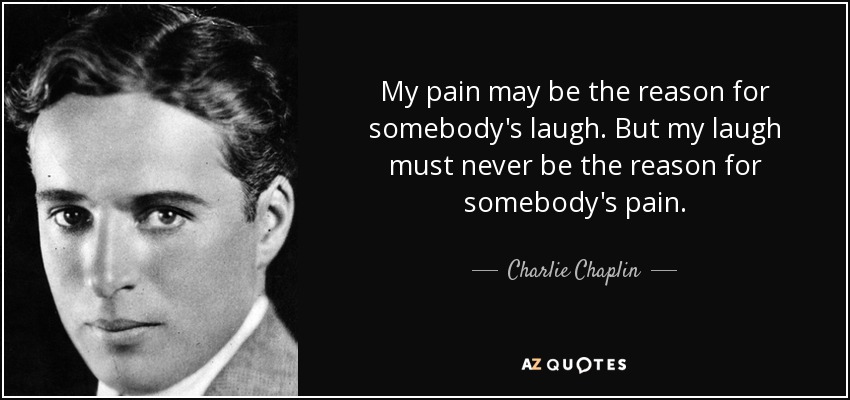 My pain may be the reason for
somebody's laugh. But my laugh
must never be the reason for
somebody's pain.
Charlie Chaplin
AZ QUOTES